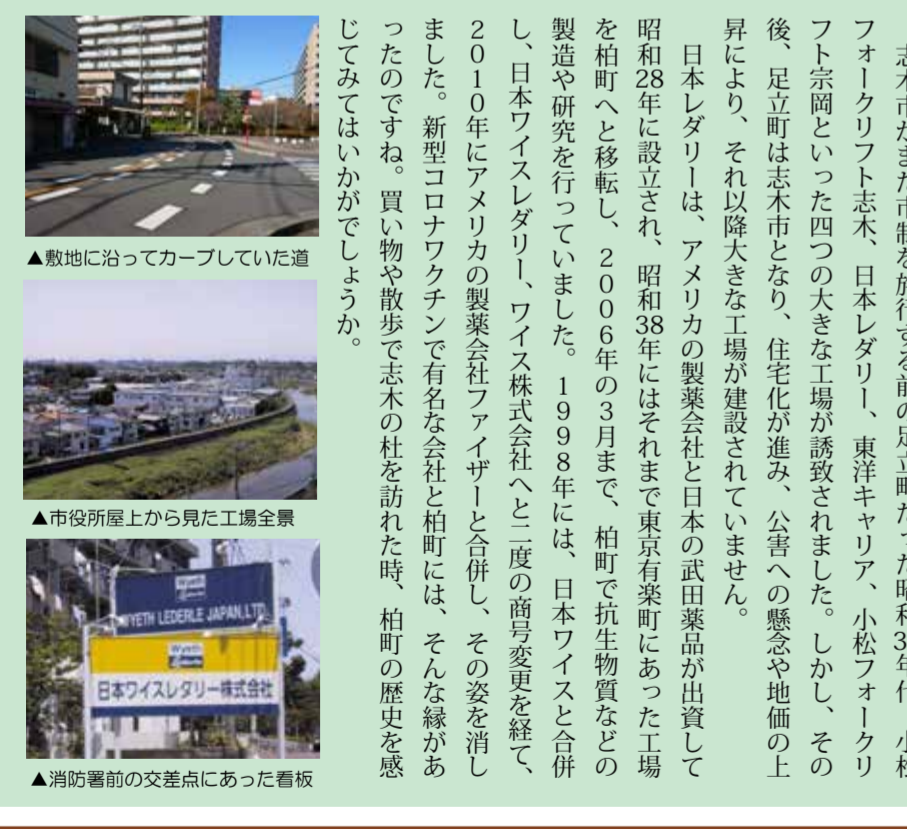 志木市がまだ市制を施行する前の足立町だった昭和3 年代、小松
フォークリフト志木、日本レダリー、東洋キャリア、小松フォークリ
フト宗岡といった四つの大きな工場が誘致されました。しかし、その
後、足立町は志木市となり、住宅化が進み、公害への懸念や地価の上
昇により、それ以降大きな工場が建設されていません。
日本レダリーは、アメリカの製薬会社と日本の武田薬品が出資して
昭和28年に設立され、昭和38年にはそれまで東京有楽町にあった工場
を柏町へと移転し、2006年の3月まで、柏町で抗生物質などの
製造や研究を行っていました。1998年には、日本ワイスと合併
し、日本ワイスレダリー、ワイス株式会社へと二度の商号変更を経て、
2010年にアメリカの製薬会社ファイザーと合併し、その姿を消し
ました。新型コロナワクチンで有名な会社と柏町には、そんな縁があ
ったのですね。買い物や散歩で志木の杜を訪れた時、柏町の歴史を感
じてみてはいかがでしょうか。
▲敷地に沿ってカーブしていた道
▲市役所屋上から見た工場全景
Wyeth
Lederle
WYETH LEDERLE JAPAN, LTD.
Wyeth
Lederle
日本ワイスレダリー株式会社
▲消防署前の交差点にあった看板